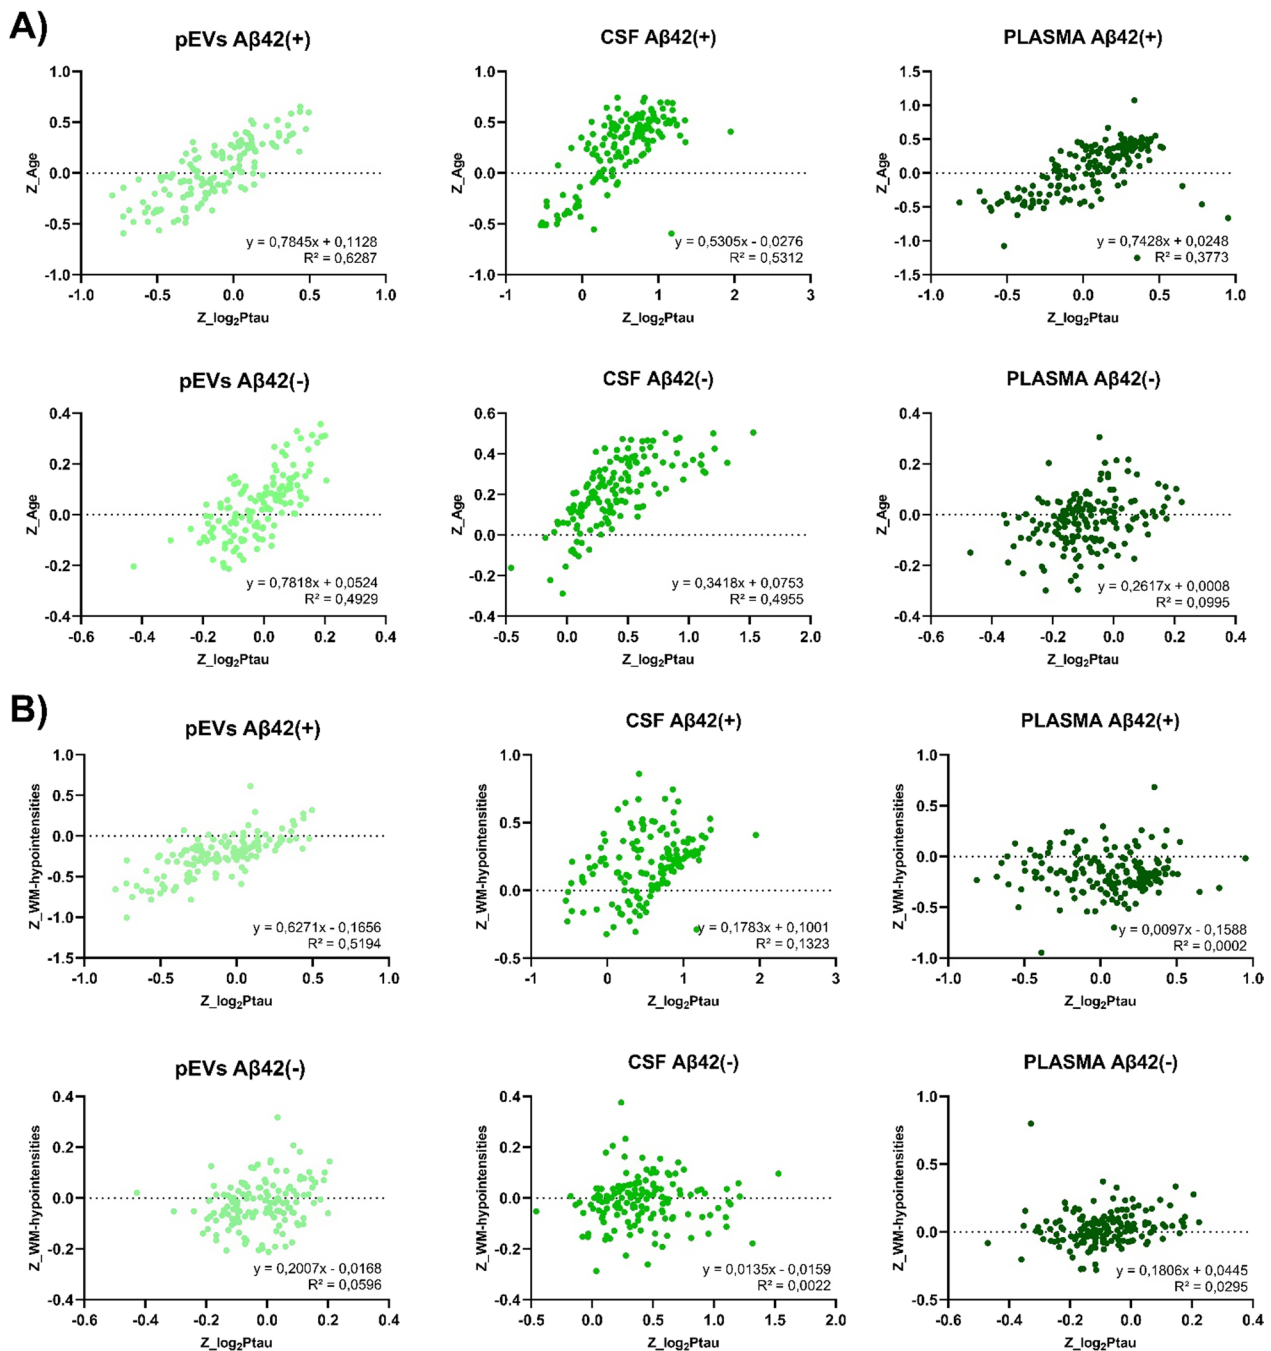 A)
pEVs Aβ42(+)
1.0
0.5
0.0
-0.5
-1.0
Z_Age
y = 0,7845x + 0,1128
R² = 0,6287
-1.0 -0.5 0.0 0.5 1.0
Z_log₂Ptau
CSF Aβ42(+)
1.0
0.5
0.0
-0.5
-1.0
Z_Age
y = 0,5305x - 0,0276
R² = 0,5312
-1 0 1 2 3
Z_log₂Ptau
PLASMA Aβ42(+)
1.5
1.0
0.5
0.0
-0.5
-1.0
-1.5
Z_Age
y = 0,7428x + 0,0248
R² = 0,3773
-1.0 -0.5 0.0 0.5 1.0
Z_log₂Ptau
pEVs Aβ42(-)
0.4
0.2
0.0
-0.2
-0.4
Z_Age
y = 0,7818x + 0,0524
R² = 0,4929
-0.6 -0.4 -0.2 0.0 0.2 0.4
Z_log₂Ptau
CSF Aβ42(-)
0.6
0.4
0.2
0.0
-0.2
-0.4
Z_Age
y = 0,3418x + 0,0753
R² = 0,4955
-0.5 0.0 0.5 1.0 1.5 2.0
Z_log₂Ptau
PLASMA Aβ42(-)
0.4
0.2
0.0
-0.2
-0.4
Z_Age
y = 0,2617x + 0,0008
R² = 0,0995
-0.6 -0.4 -0.2 0.0 0.2 0.4
Z_log₂Ptau
B)
pEVs Aβ42(+)
1.0
0.5
0.0
-0.5
-1.0
-1.5
Z_WM-hypointensities
y = 0,6271x - 0,1656
R² = 0,5194
-1.0 -0.5 0.0 0.5 1.0
Z_log₂Ptau
CSF Aβ42(+)
1.0
0.5
0.0
-0.5
Z_WM-hypointensities
y = 0,1783x + 0,1001
R² = 0,1323
-1 0 1 2 3
Z_log₂Ptau
PLASMA Aβ42(+)
1.0
0.5
0.0
-0.5
-1.0
Z_WM-hypointensities
y = 0,0097x - 0,1588
R² = 0,0002
-1.0 -0.5 0.0 0.5 1.0
Z_log₂Ptau
pEVs Aβ42(-)
0.4
0.2
0.0
-0.2
-0.4
Z_WM-hypointensities
y = 0,2007x - 0,0168
R² = 0,0596
-0.6 -0.4 -0.2 0.0 0.2 0.4
Z_log₂Ptau
CSF Aβ42(-)
0.4
0.2
0.0
-0.2
-0.4
Z_WM-hypointensities
y = 0,0135x - 0,0159
R² = 0,0022
-0.5 0.0 0.5 1.0 1.5 2.0
Z_log₂Ptau
PLASMA Aβ42(-)
1.0
0.5
0.0
-0.5
Z_WM-hypointensities
y = 0,1806x + 0,0445
R² = 0,0295
-0.6 -0.4 -0.2 0.0 0.2 0.4
Z_log₂Ptau